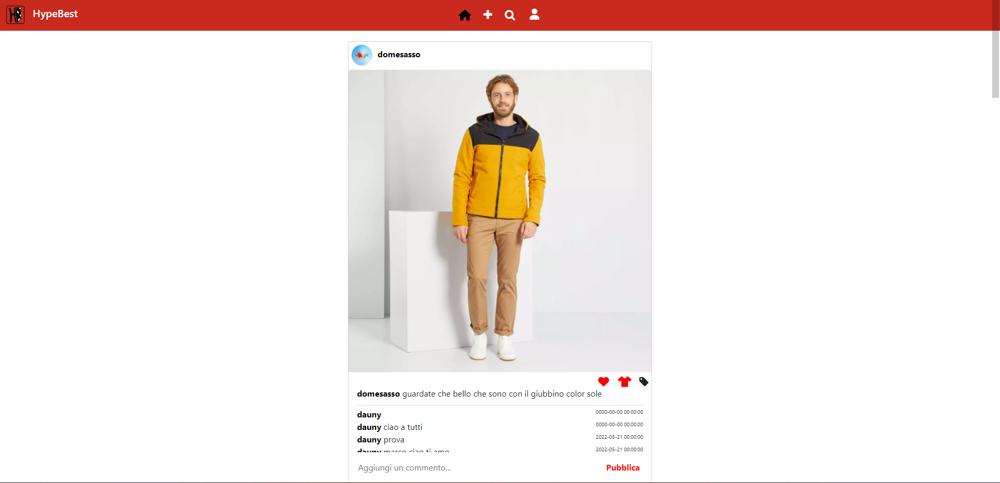 HB HypeBest
domesasso
domesasso guardate che bello che sono con il giubbino color sole
dauny 0000-00-00 00:00:00
dauny ciao a tutti 0000-00-00 00:00:00
dauny prova 2022-05-21 00:00:00
dauny marco ciao ti amo 2022-05-21 00:00:00
Aggiungi un commento... Pubblica